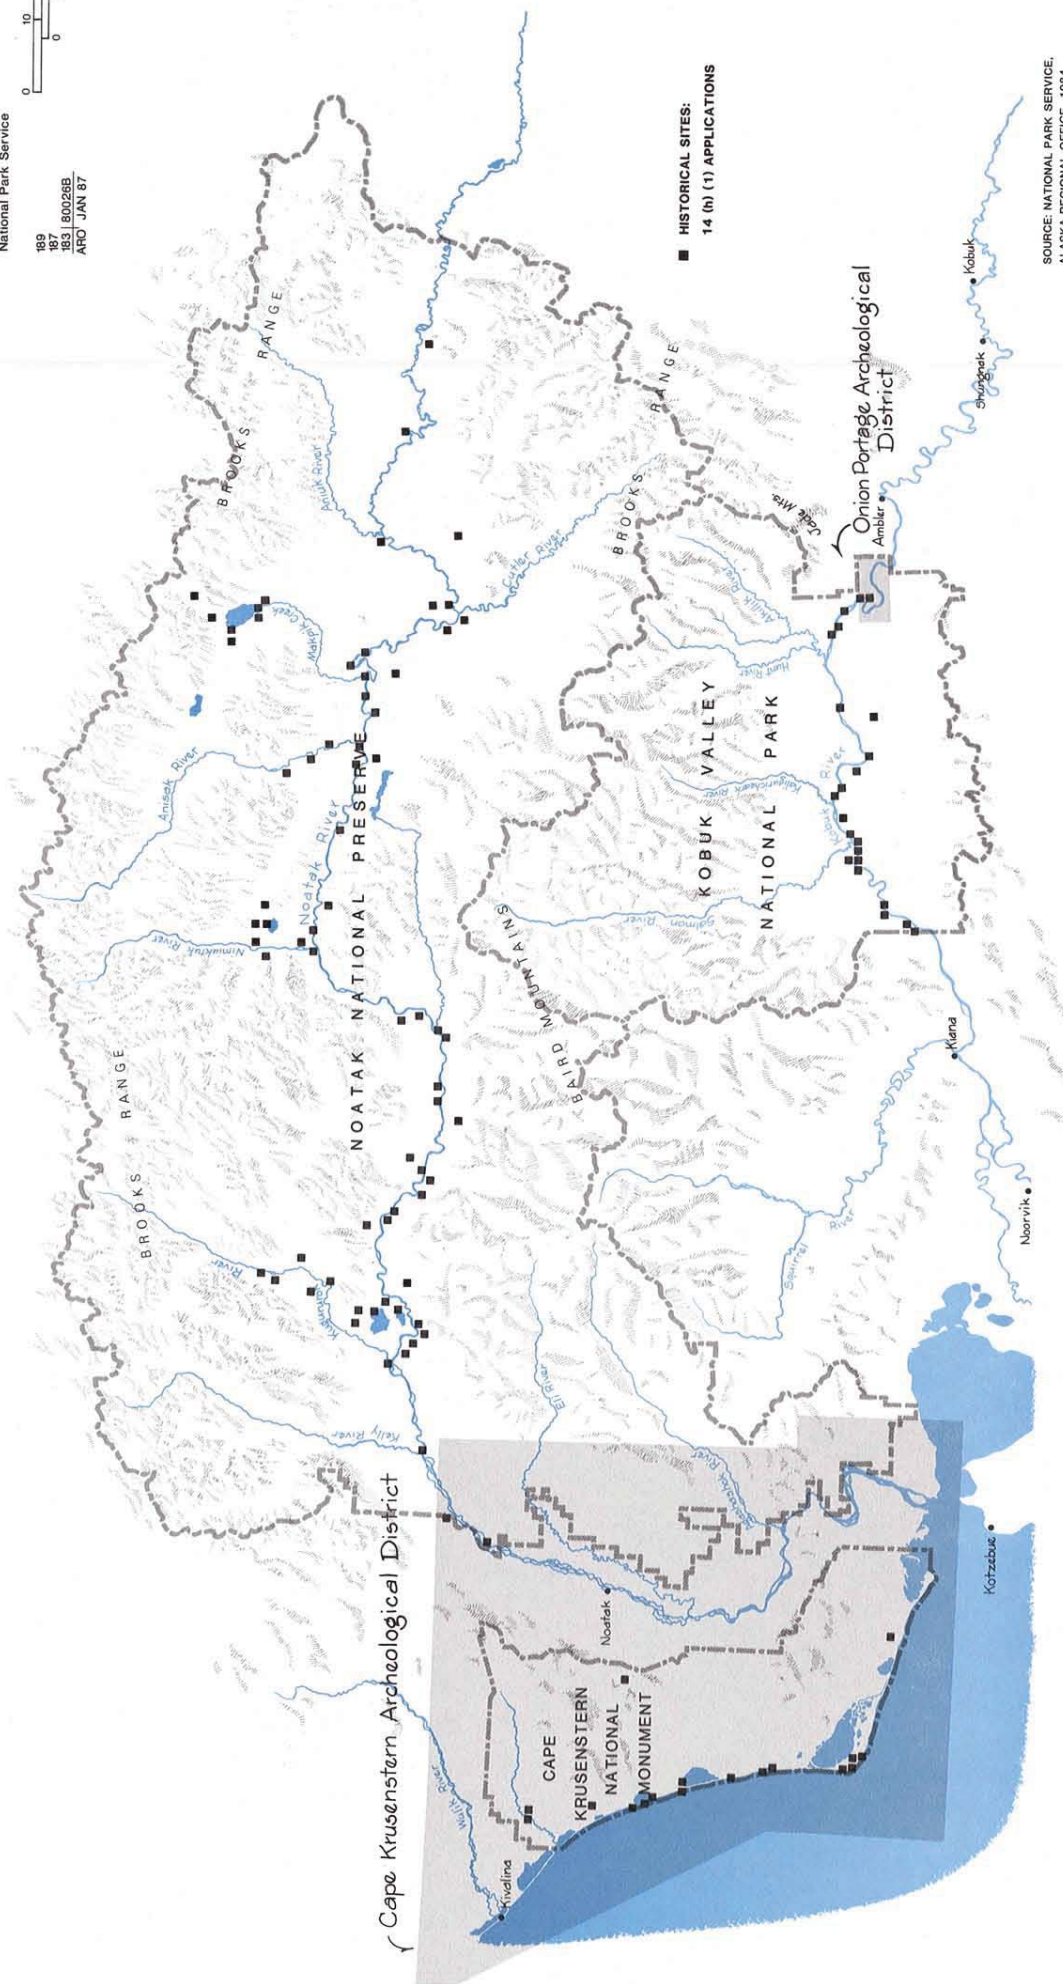 National Park Service
189
187
183 | 80026B
ARO JAN 87
0
10
0
■ HISTORICAL SITES:
14 (h) (1) APPLICATIONS
SOURCE: NATIONAL PARK SERVICE,
BROOKS RANGE
BROOKS RANGE
BROOKS RANGE
BAIRD MOUNTAINS
Jade Mts.
NOATAK NATIONAL PRESERVE
KOBUK VALLEY
NATIONAL PARK
CAPE
KRUSENSTERN
NATIONAL
MONUMENT
Cape Krusenstern Archeological District
Onion Portage Archeological
District
Aniuk River
Cutler River
Makpik Creek
Anisak River
Noatak River
Nimiuktuk
River
Kugururok
River
Kelly River
Eli River
Wulik River
Squirrel
River
Salmon
River
Kobuk River
Hunt River
Akillik River
Kivalina
Noatak
Kotzebue
Noorvik
Kiana
Ambler
Shungnak
Kobuk